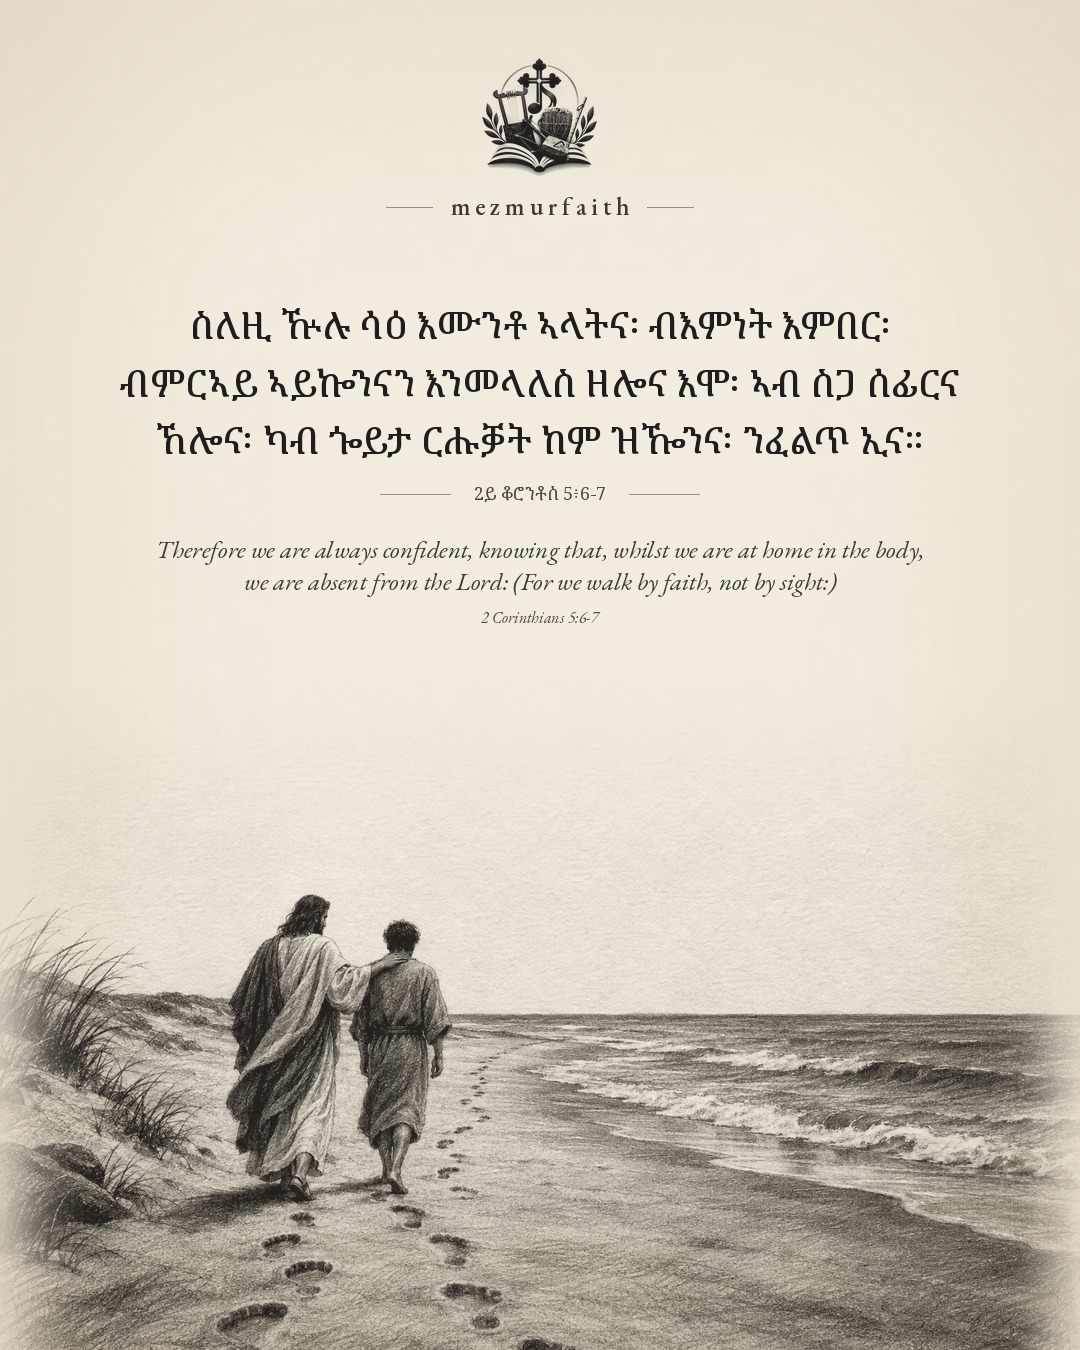 mezmurfaith
ስለዚ ዅሉ ሳዕ እሙንቶ ኣላትና፡ ብእምነት እምበር፡
ብምርኣይ ኣይኰንናን እንመላለስ ዘሎና እሞ፡ ኣብ ስጋ ሰፊርና
ኸሎና፡ ካብ ጐይታ ርሑቓት ከም ዝዀንና፡ ንፈልጥ ኢና።
2ይ ቆሮንቶስ 5፥6-7
Therefore we are always confident, knowing that, whilst we are at home in the body,
we are absent from the Lord: (For we walk by faith, not by sight:)
2 Corinthians 5:6-7